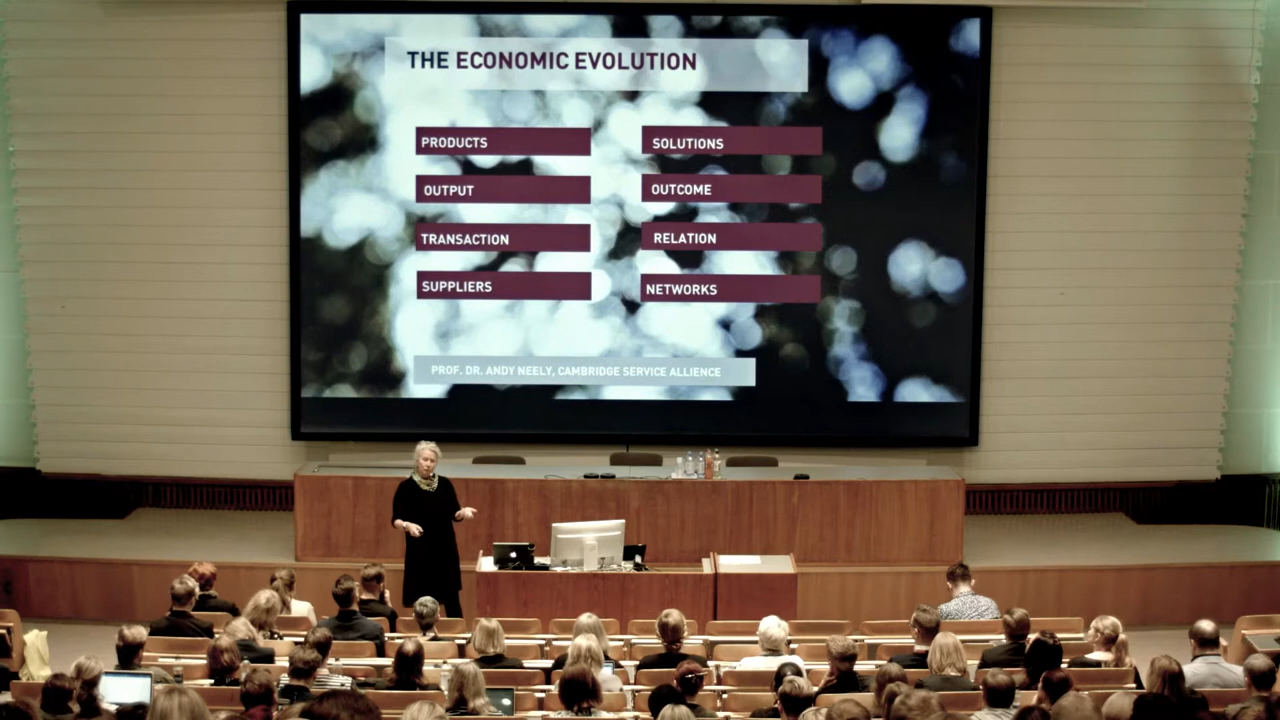 THE ECONOMIC EVOLUTION
PRODUCTS SOLUTIONS
OUTPUT OUTCOME
TRANSACTION RELATION
SUPPLIERS NETWORKS
PROF. DR. ANDY NEELY, CAMBRIDGE SERVICE ALLIENCE